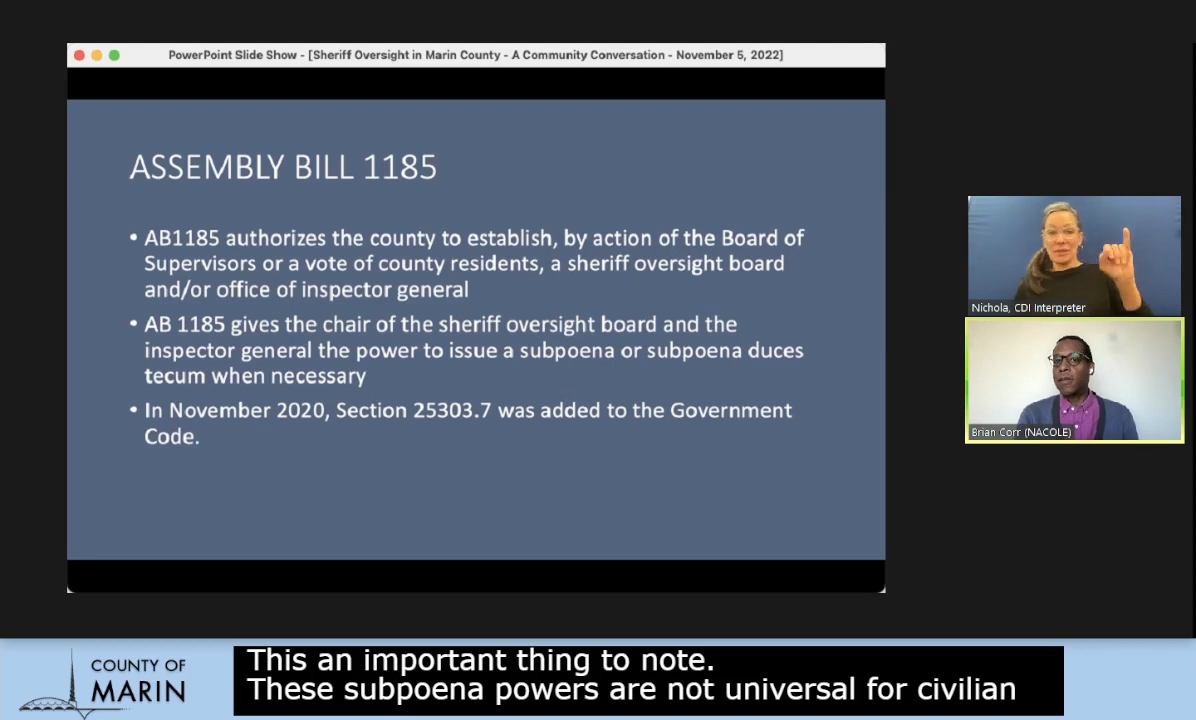 PowerPoint Slide Show - [Sheriff Oversight in Marin County - A Community Conversation - November 5, 2022]
ASSEMBLY BILL 1185
• AB1185 authorizes the county to establish, by action of the Board of
Supervisors or a vote of county residents, a sheriff oversight board
and/or office of inspector general
• AB 1185 gives the chair of the sheriff oversight board and the
inspector general the power to issue a subpoena or subpoena duces
tecum when necessary
• In November 2020, Section 25303.7 was added to the Government
Code.
Nichola, CDI Interpreter
Brian Corr (NACOLE)
COUNTY OF
MARIN
This an important thing to note.
These subpoena powers are not universal for civilian